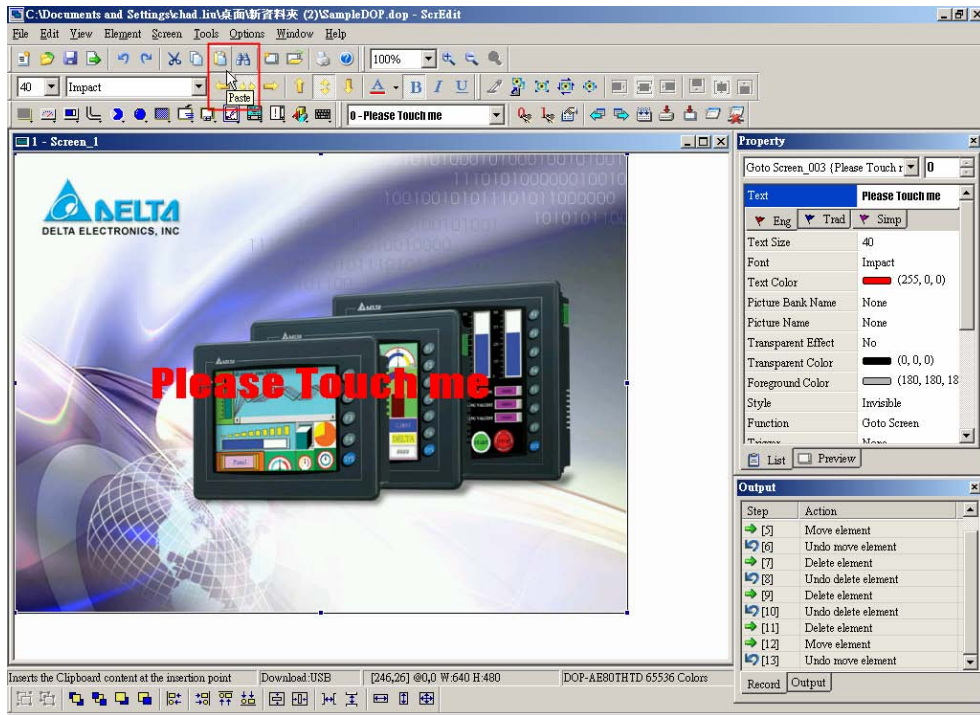 C:\Documents and Settings\chad.liu\桌面\新資料夾 (2)\SampleDOP.dop - ScrEdit
File Edit View Element Screen Tools Options Window Help
100%
40 Impact
Paste
B I U
0 - Please Touch me
1 - Screen_1
DELTA
DELTA ELECTRONICS, INC
Please Touch me
Property
Goto Screen_003 {Please Touch r 0
Text Please Touch me
Eng Trad Simp
Text Size 40
Font Impact
Text Color (255, 0, 0)
Picture Bank Name None
Picture Name None
Transparent Effect No
Transparent Color (0, 0, 0)
Foreground Color (180, 180, 18
Style Invisible
Function Goto Screen
List Preview
Output
Step Action
[5] Move element
[6] Undo move element
[7] Delete element
[8] Undo delete element
[9] Delete element
[10] Undo delete element
[11] Delete element
[12] Move element
[13] Undo move element
Record Output
Inserts the Clipboard content at the insertion point Download:USB [246,26] @0,0 W:640 H:480 DOP-AE80THTD 65536 Colors